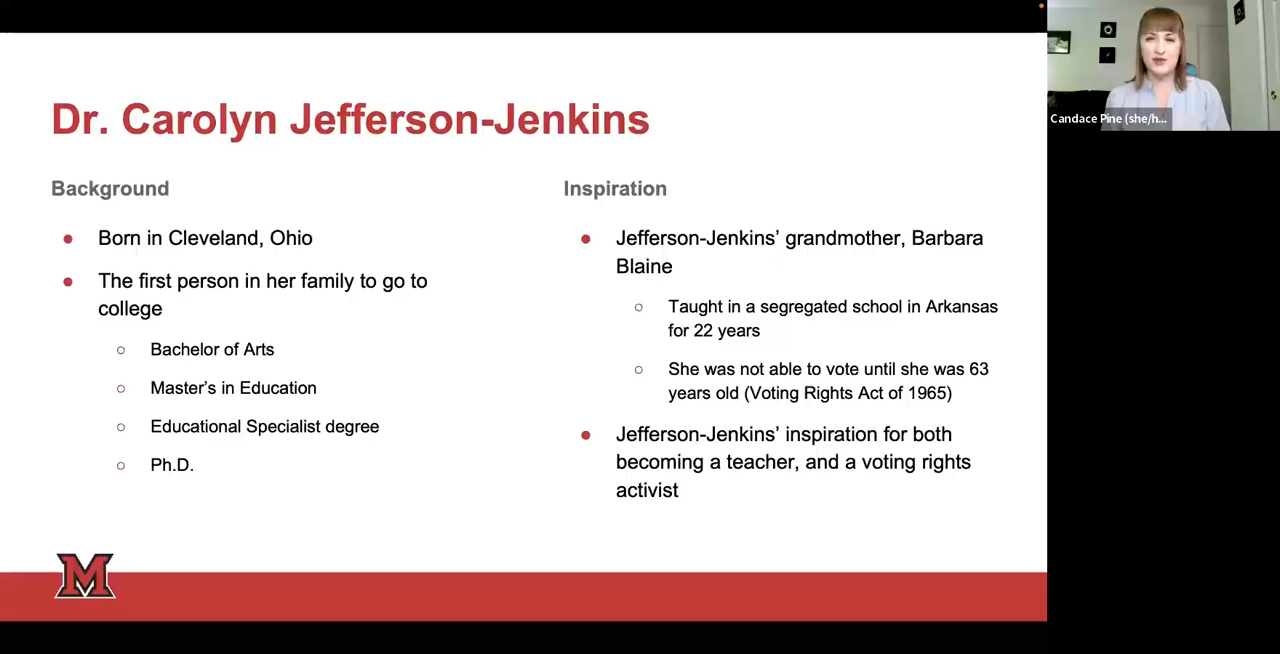 Dr. Carolyn Jefferson-Jenkins
Background
● Born in Cleveland, Ohio
● The first person in her family to go to
college
○ Bachelor of Arts
○ Master's in Education
○ Educational Specialist degree
○ Ph.D.
Inspiration
● Jefferson-Jenkins' grandmother, Barbara
Blaine
○ Taught in a segregated school in Arkansas
for 22 years
○ She was not able to vote until she was 63
years old (Voting Rights Act of 1965)
● Jefferson-Jenkins' inspiration for both
becoming a teacher, and a voting rights
activist
M
Candace Pine (she/h...